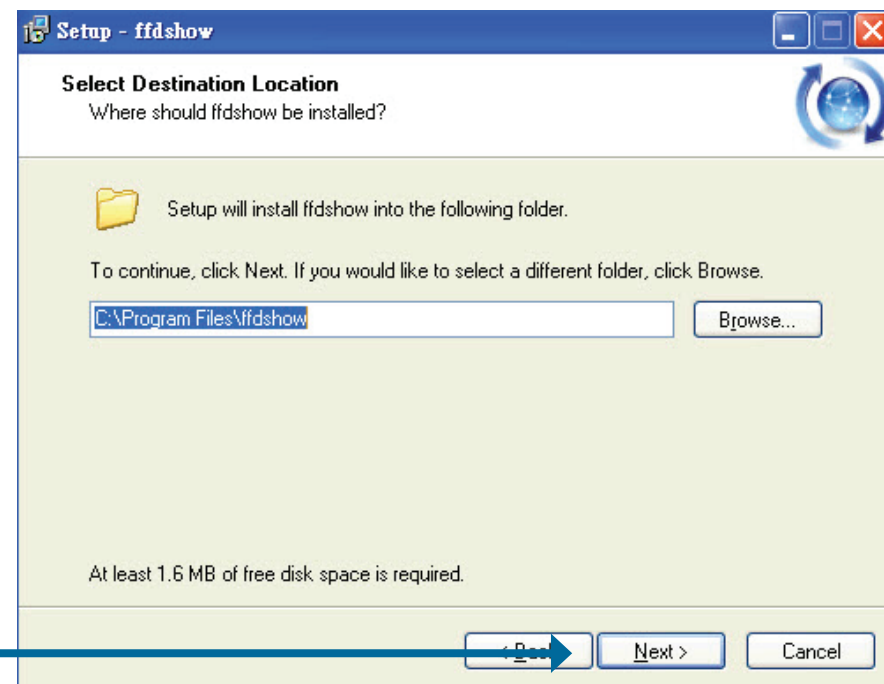 Setup - ffdshow
Select Destination Location
Where should ffdshow be installed?
Setup will install ffdshow into the following folder.
To continue, click Next. If you would like to select a different folder, click Browse.
C:\Program Files\ffdshow Browse...
At least 1.6 MB of free disk space is required.
Next > Cancel